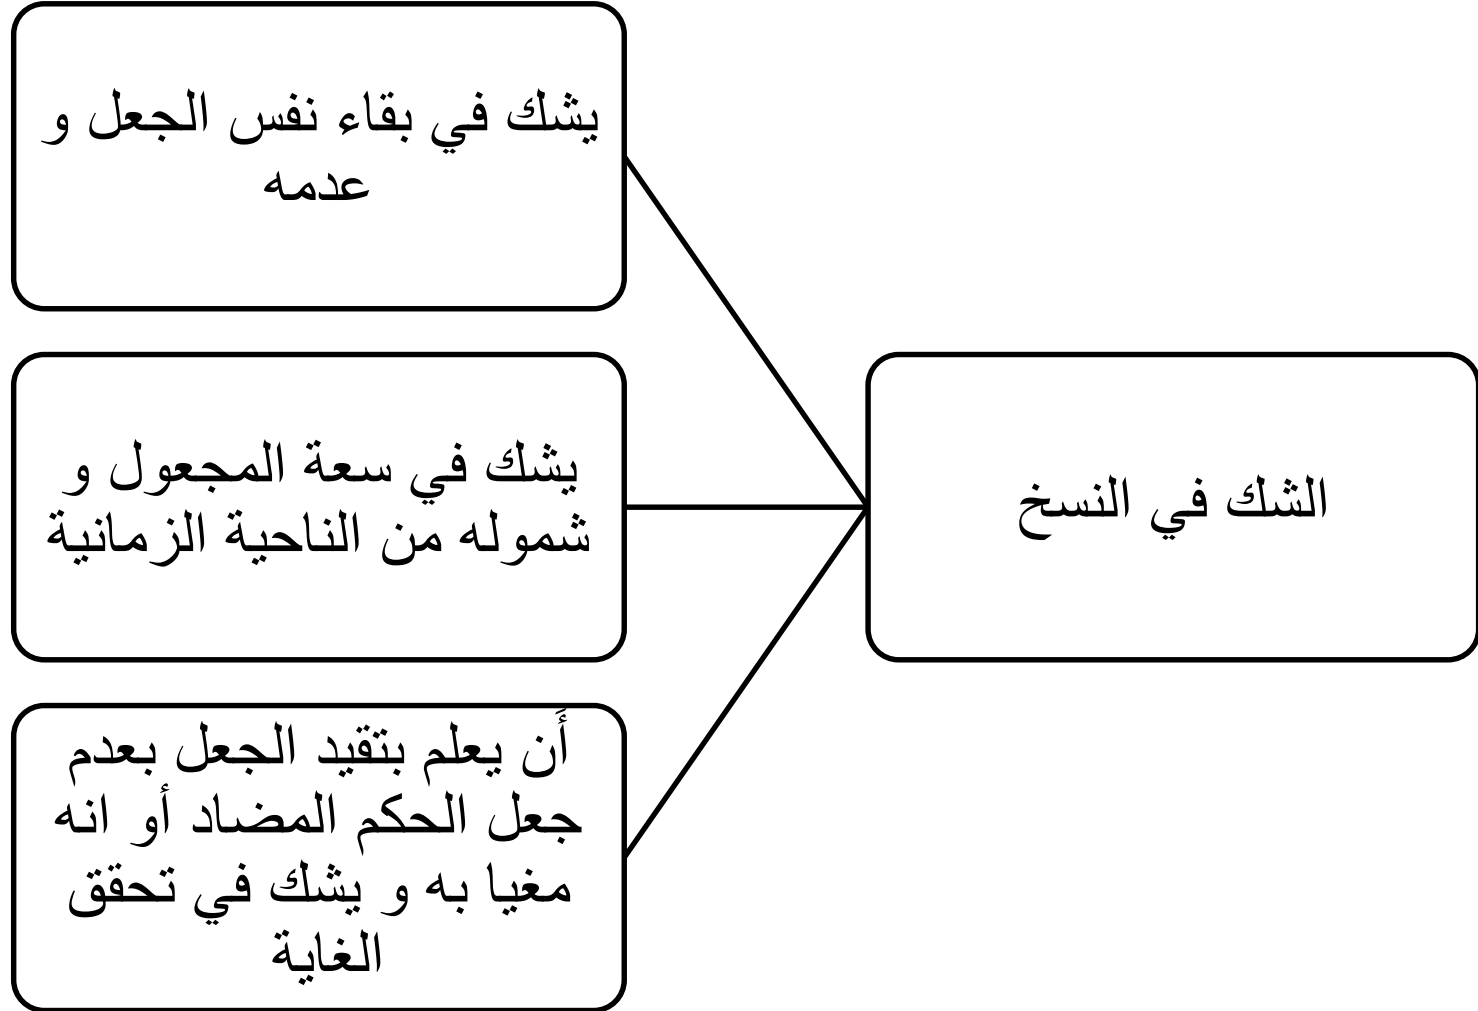 الشك في النسخ
يشك في بقاء نفس الجعل و
عدمه
يشك في سعة المجعول و
شموله من الناحية الزمانية
أَن يعلم بتقيد الجعل بعدم
جعل الحكم المضاد أو انه
مغيا به و يشك في تحقق
الغاية